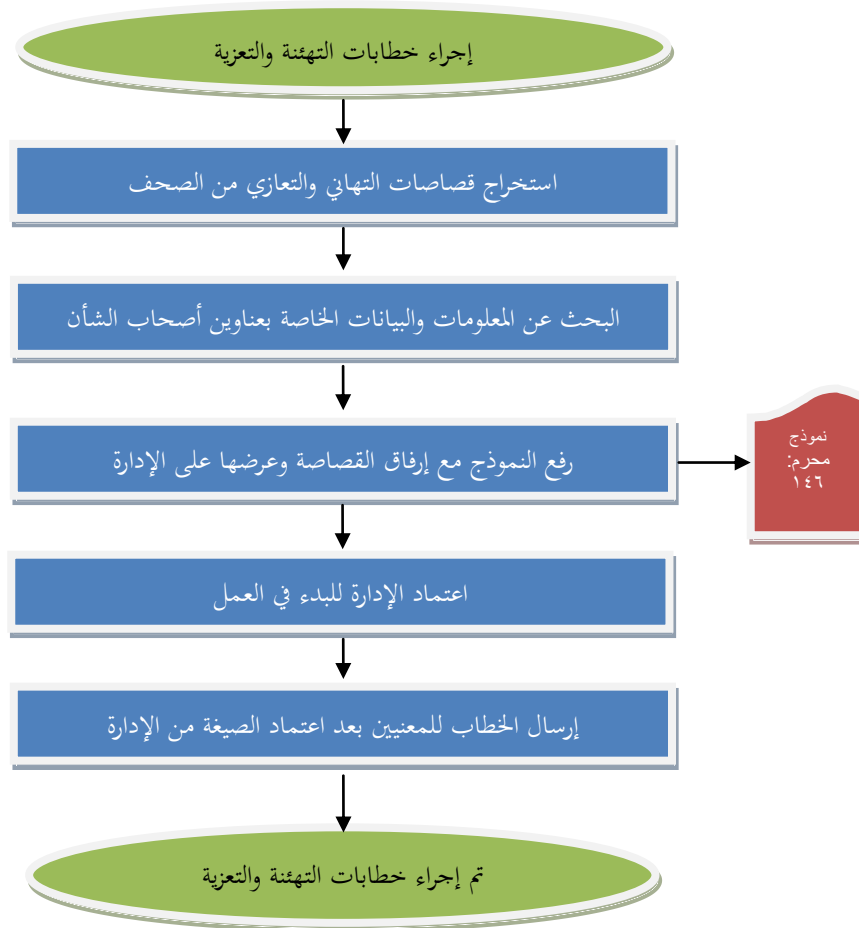 إجراء خطابات التهئنة والتعزية
استخراج قصاصات التهاني والتعازي من الصحف
البحث عن المعلومات والبيانات الخاصة بعناوين أصحاب الشأن
رفع النموذج مع إرفاق القصاصة وعرضها على الإدارة
نموذج
محرم:
١٤٦
اعتماد الإدارة للبدء في العمل
إرسال الخطاب للمعنيين بعد اعتماد الصيغة من الإدارة
تم إجراء خطابات التهئنة والتعزية